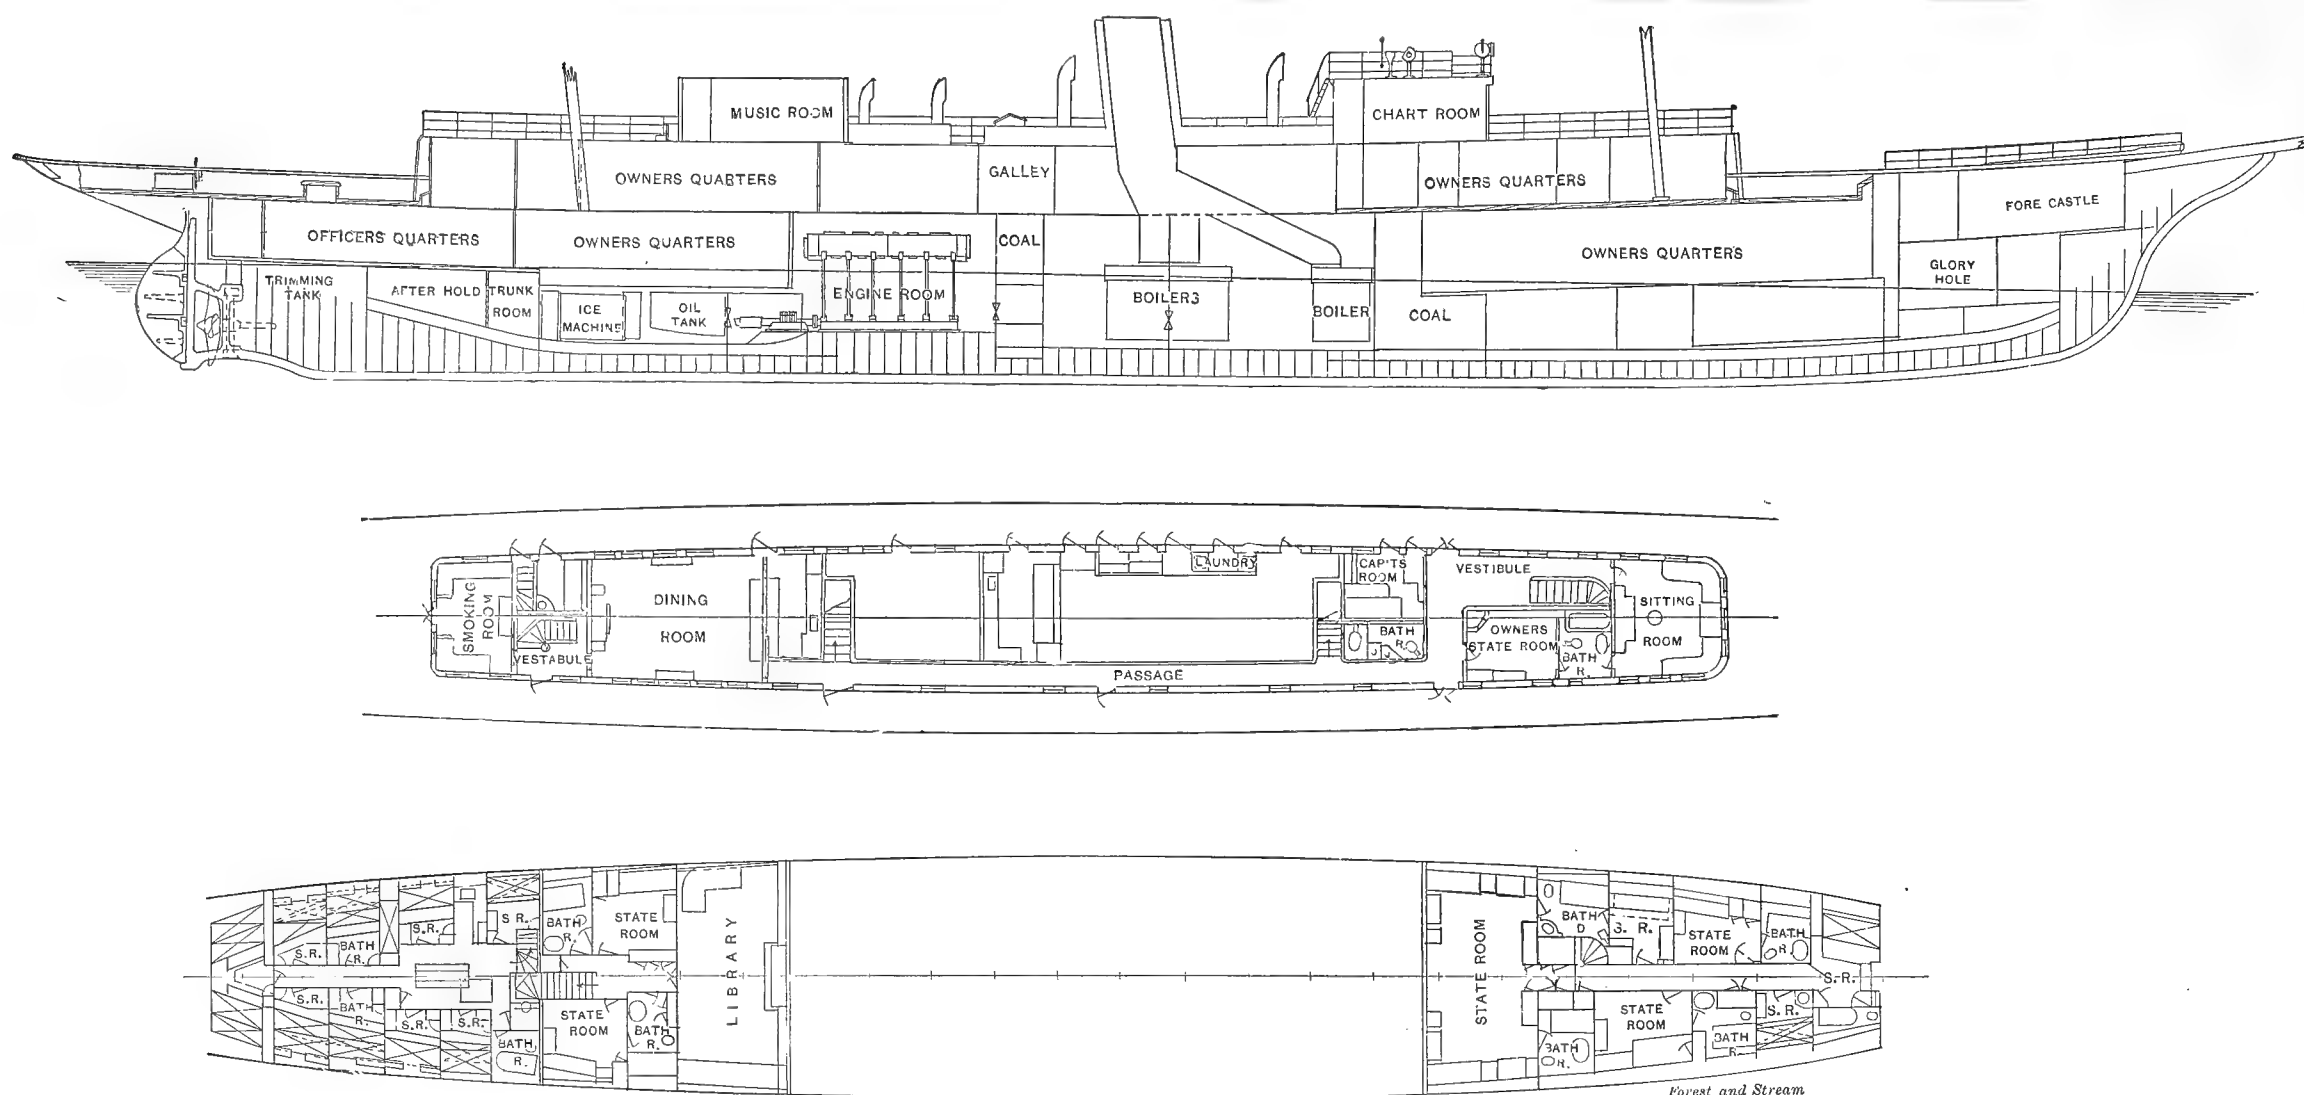 MUSIC ROOM
CHART ROOM
OWNERS QUARTERS
GALLEY
OWNERS QUARTERS
FORE CASTLE
OFFICERS QUARTERS
OWNERS QUARTERS
COAL
OWNERS QUARTERS
GLORY
HOLE
TRIMMING
TANK
AFTER HOLD
TRUNK
ROOM
ICE
MACHINE
OIL
TANK
ENGINE ROOM
BOILERS
BOILER
COAL
SMOKING
ROOM
VESTABULE
DINING
ROOM
LAUNDRY
CAP'TS
ROOM
BATH
R.
VESTIBULE
OWNERS
STATE ROOM
BATH
R.
SITTING
ROOM
PASSAGE
S.R.
BATH
R.
S.R.
S R.
BATH
R.
STATE
ROOM
LIBRARY
S.R.
BATH
R.
S.R.
S.R.
BATH
R.
STATE
ROOM
BATH
R.
STATE ROOM
BATH
D
S. R.
STATE
ROOM
BATH
R
S.R.
BATH
R.
STATE
ROOM
BATH
R
S.R.
Forest and Stream